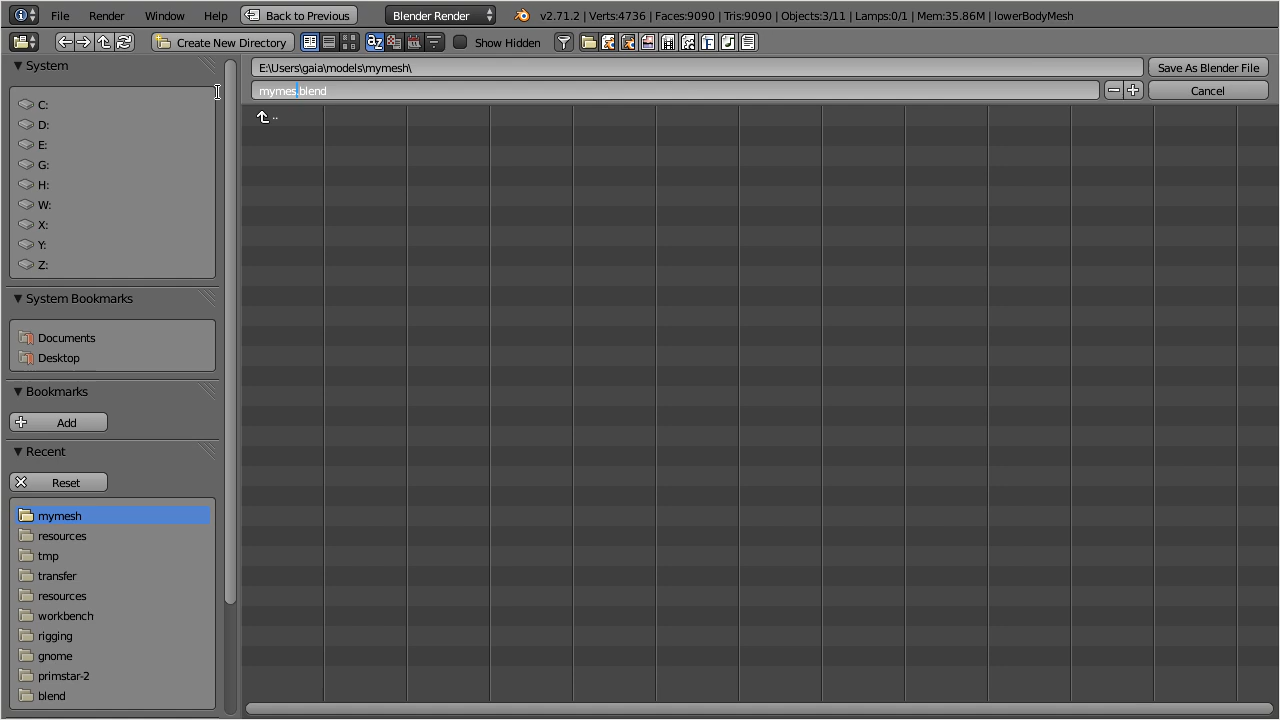 File Render Window Help Back to Previous Blender Render v2.71.2 | Verts:4736 | Faces:9090 | Tris:9090 | Objects:3/11 | Lamps:0/1 | Mem:35.86M | lowerBodyMesh
Create New Directory Show Hidden
System
E:\Users\gaia\models\mymesh\ Save As Blender File
mymes.blend Cancel
..
C:
D:
E:
G:
H:
W:
X:
Y:
Z:
System Bookmarks
Documents
Desktop
Bookmarks
Add
Recent
Reset
mymesh
resources
tmp
transfer
resources
workbench
rigging
gnome
primstar-2
blend